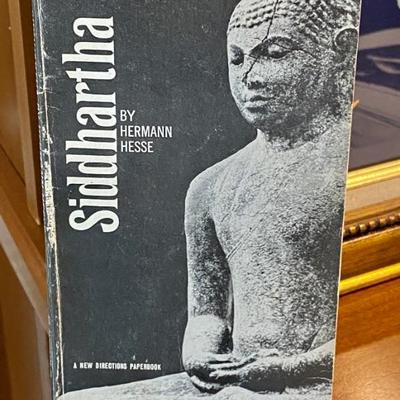 Siddhartha
BY
HERMANN
HESSE
A NEW DIRECTIONS PAPERBOOK